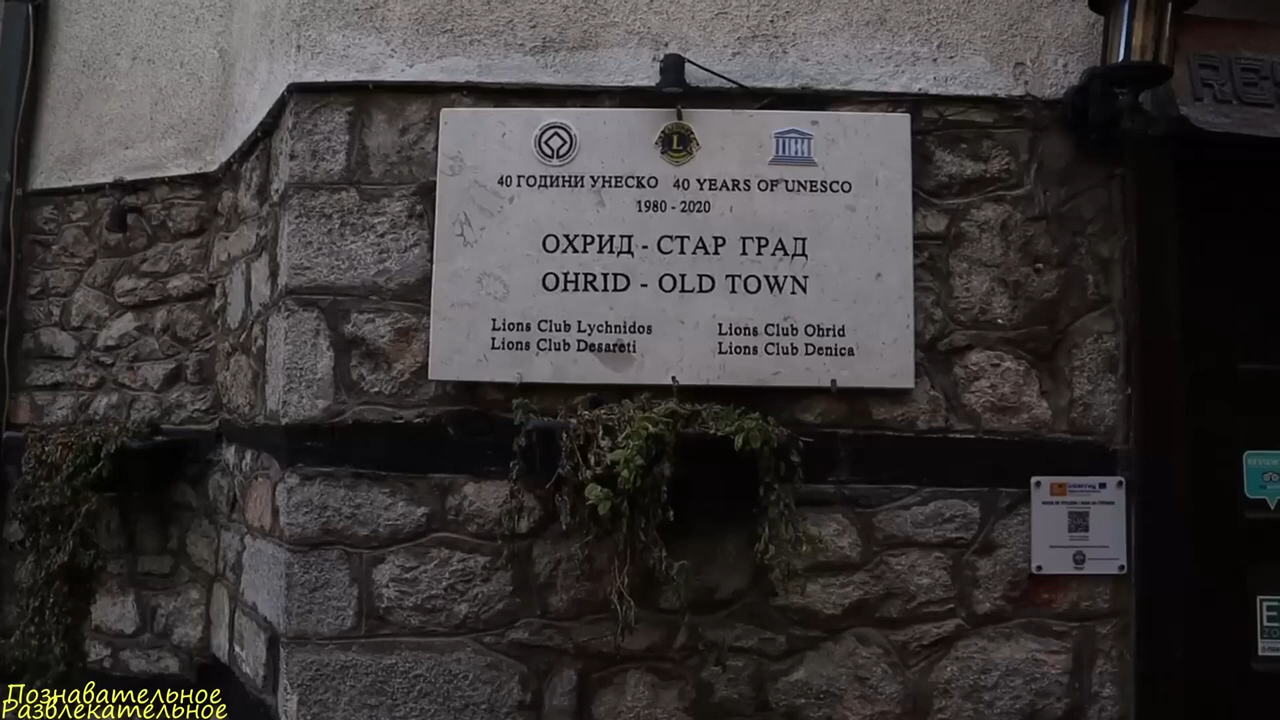 RE
L
40 ГОДИНИ УНЕСКО 40 YEARS OF UNESCO
1980 - 2020
ОХРИД - СТАР ГРАД
OHRID - OLD TOWN
Lions Club Lychnidos
Lions Club Desareti
Lions Club Ohrid
Lions Club Denica
Познавательное
Развлекательное